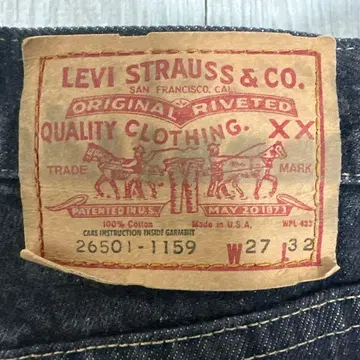 LEVI STRAUSS & CO.
SAN FRANCISCO, CAL.
ORIGINAL RIVETED
QUALITY CLOTHING. XX
TRADE MARK
PATENTED IN U.S. MAY 20 1873
100% Cotton Made in U.S.A. WPL-423
CARE INSTRUCTION INSIDE GARMENT
26501-1159 W27 L32